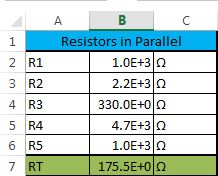 A B C
1 Resistors in Parallel
2 R1 1.0E+3 Ω
3 R2 2.2E+3 Ω
4 R3 330.0E+0 Ω
5 R4 4.7E+3 Ω
6 R5 1.0E+3 Ω
7 RT 175.5E+0 Ω